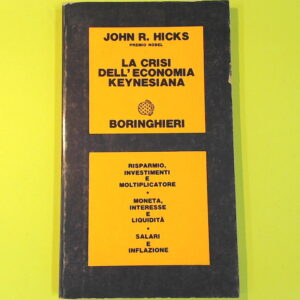 JOHN R. HICKS
PREMIO NOBEL
LA CRISI
DELL'ECONOMIA
KEYNESIANA
BORINGHIERI
RISPARMIO,
INVESTIMENTI
E
MOLTIPLICATORE
•
MONETA,
INTERESSE
E
LIQUIDITÀ
•
SALARI
E
INFLAZIONE